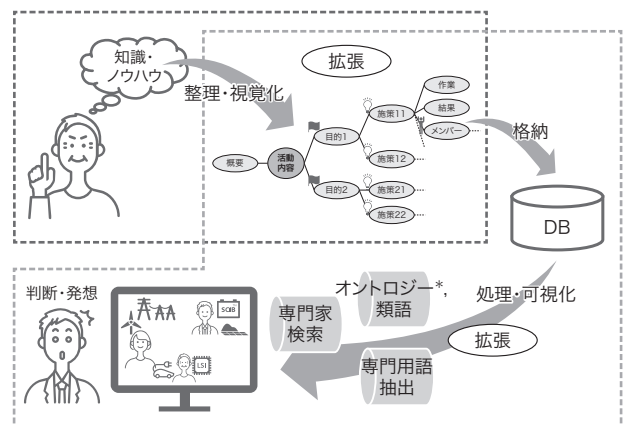 知識・
ノウハウ
整理・視覚化
拡張
概要
活動
内容
目的1
目的2
施策11
施策12
施策21
施策22
作業
結果
メンバー
格納
DB
処理・可視化
拡張
オントロジー*,
類語
専門家
検索
専門用語
抽出
判断・発想
SCiB
LSI